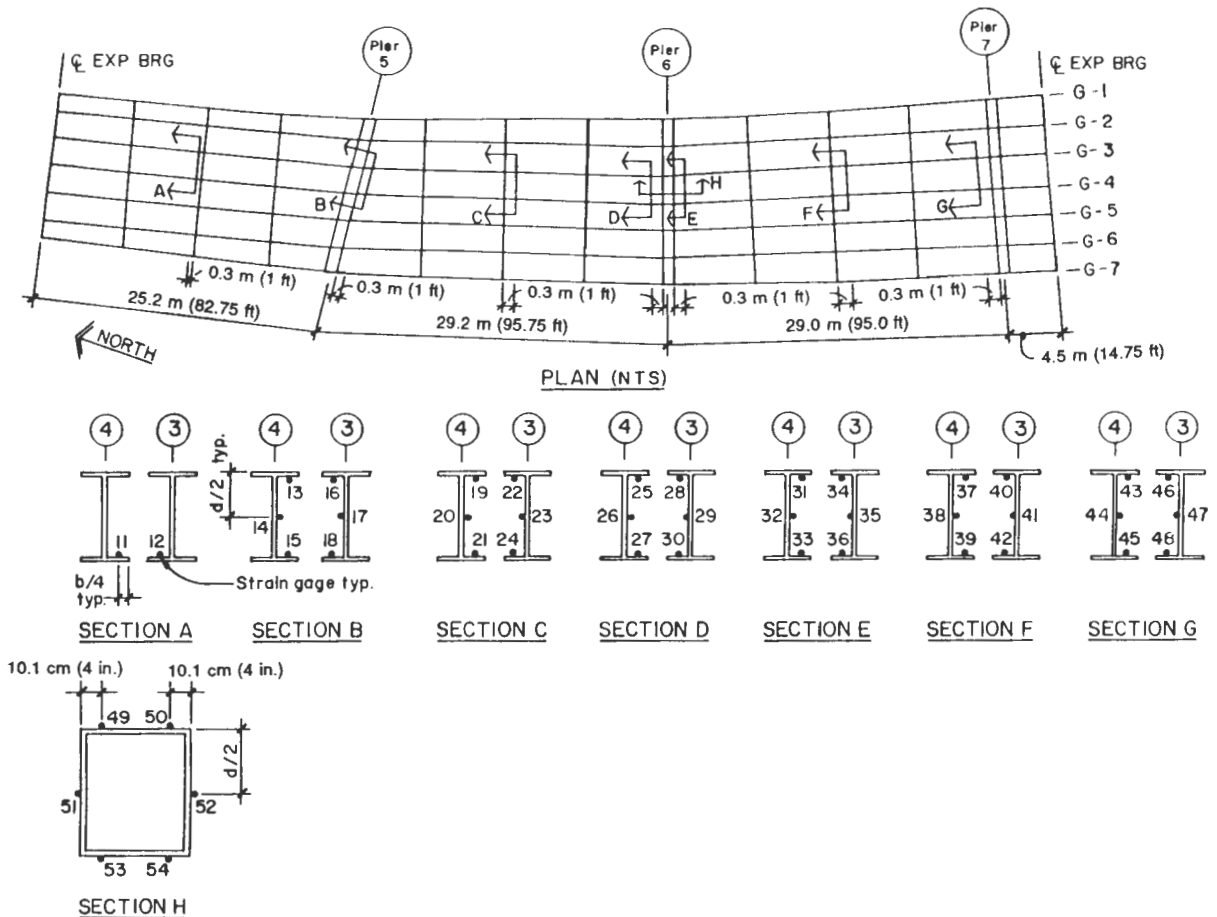 ℄ EXP BRG
Pier 5
Pier 6
Pier 7
℄ EXP BRG
G-1
G-2
G-3
G-4
G-5
G-6
G-7
A
B
C
D
H
E
F
G
0.3 m (1 ft)
0.3 m (1 ft)
0.3 m (1 ft)
0.3 m (1 ft)
0.3 m (1 ft)
25.2 m (82.75 ft)
29.2 m (95.75 ft)
29.0 m (95.0 ft)
4.5 m (14.75 ft)
NORTH
PLAN (NTS)
4 3 4 3 4 3 4 3 4 3 4 3 4 3
d/2 typ.
13 16 19 22 25 28 31 34 37 40 43 46
14 17 20 23 26 29 32 35 38 41 44 47
11 12 15 18 21 24 27 30 33 36 39 42 45 48
b/4 typ.
Strain gage typ.
SECTION A SECTION B SECTION C SECTION D SECTION E SECTION F SECTION G
10.1 cm (4 in.) 10.1 cm (4 in.)
49 50
d/2
51 52
53 54
SECTION H